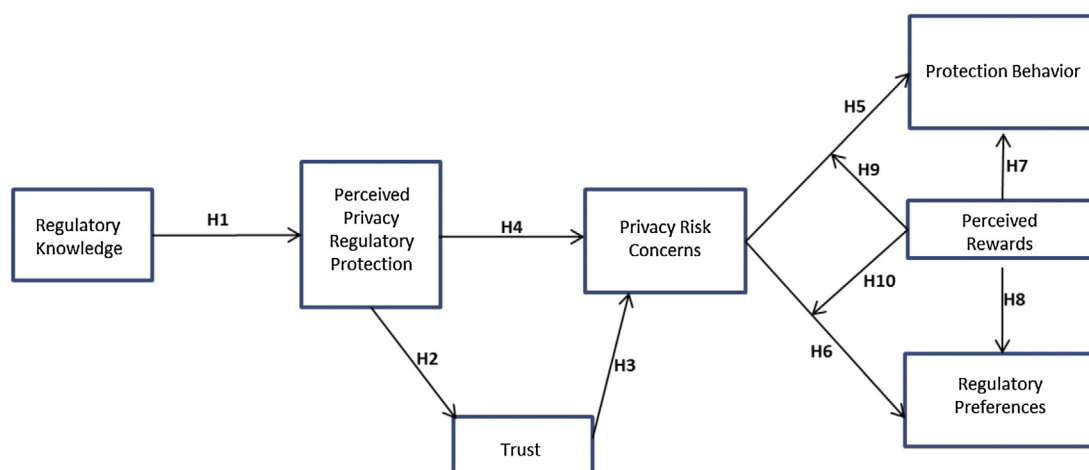 Regulatory
Knowledge
H1
Perceived
Privacy
Regulatory
Protection
H2
Trust
H3
H4
Privacy Risk
Concerns
H5
Protection Behavior
H9
H7
Perceived
Rewards
H10
H8
H6
Regulatory
Preferences